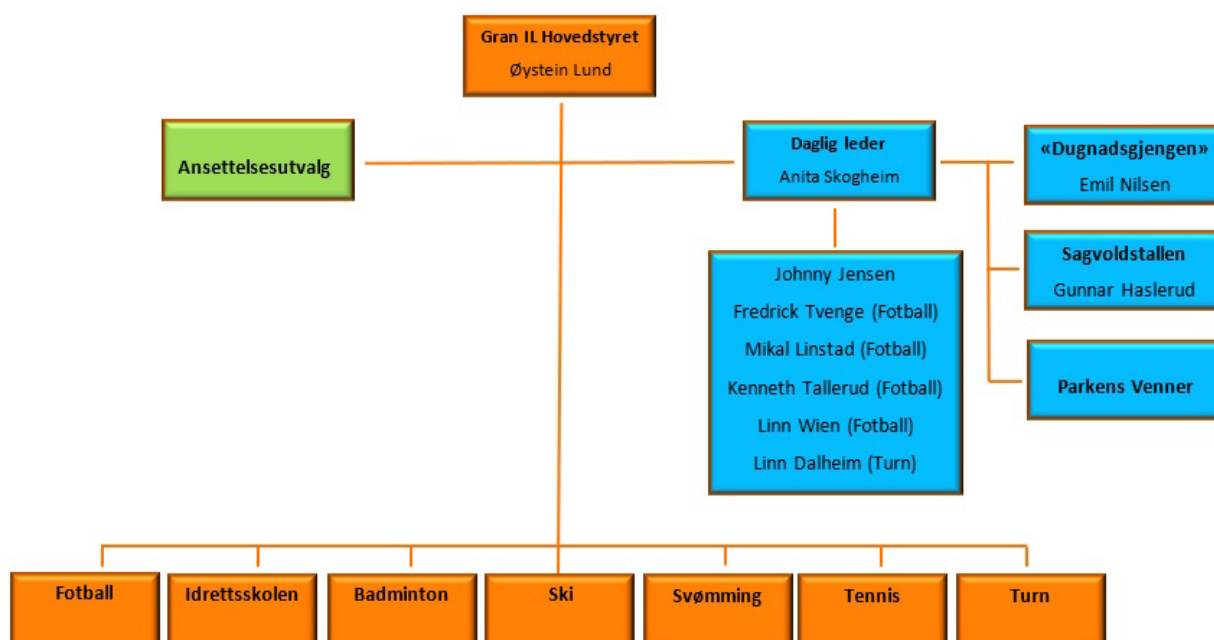 Gran IL Hovedstyret
Øystein Lund
Ansettelsesutvalg
Daglig leder
Anita Skogheim
«Dugnadsgjengen»
Emil Nilsen
Sagvoldstallen
Gunnar Haslerud
Parkens Venner
Johnny Jensen
Fredrick Tvenge (Fotball)
Mikal Linstad (Fotball)
Kenneth Tallerud (Fotball)
Linn Wien (Fotball)
Linn Dalheim (Turn)
Fotball
Idrettsskolen
Badminton
Ski
Svømming
Tennis
Turn